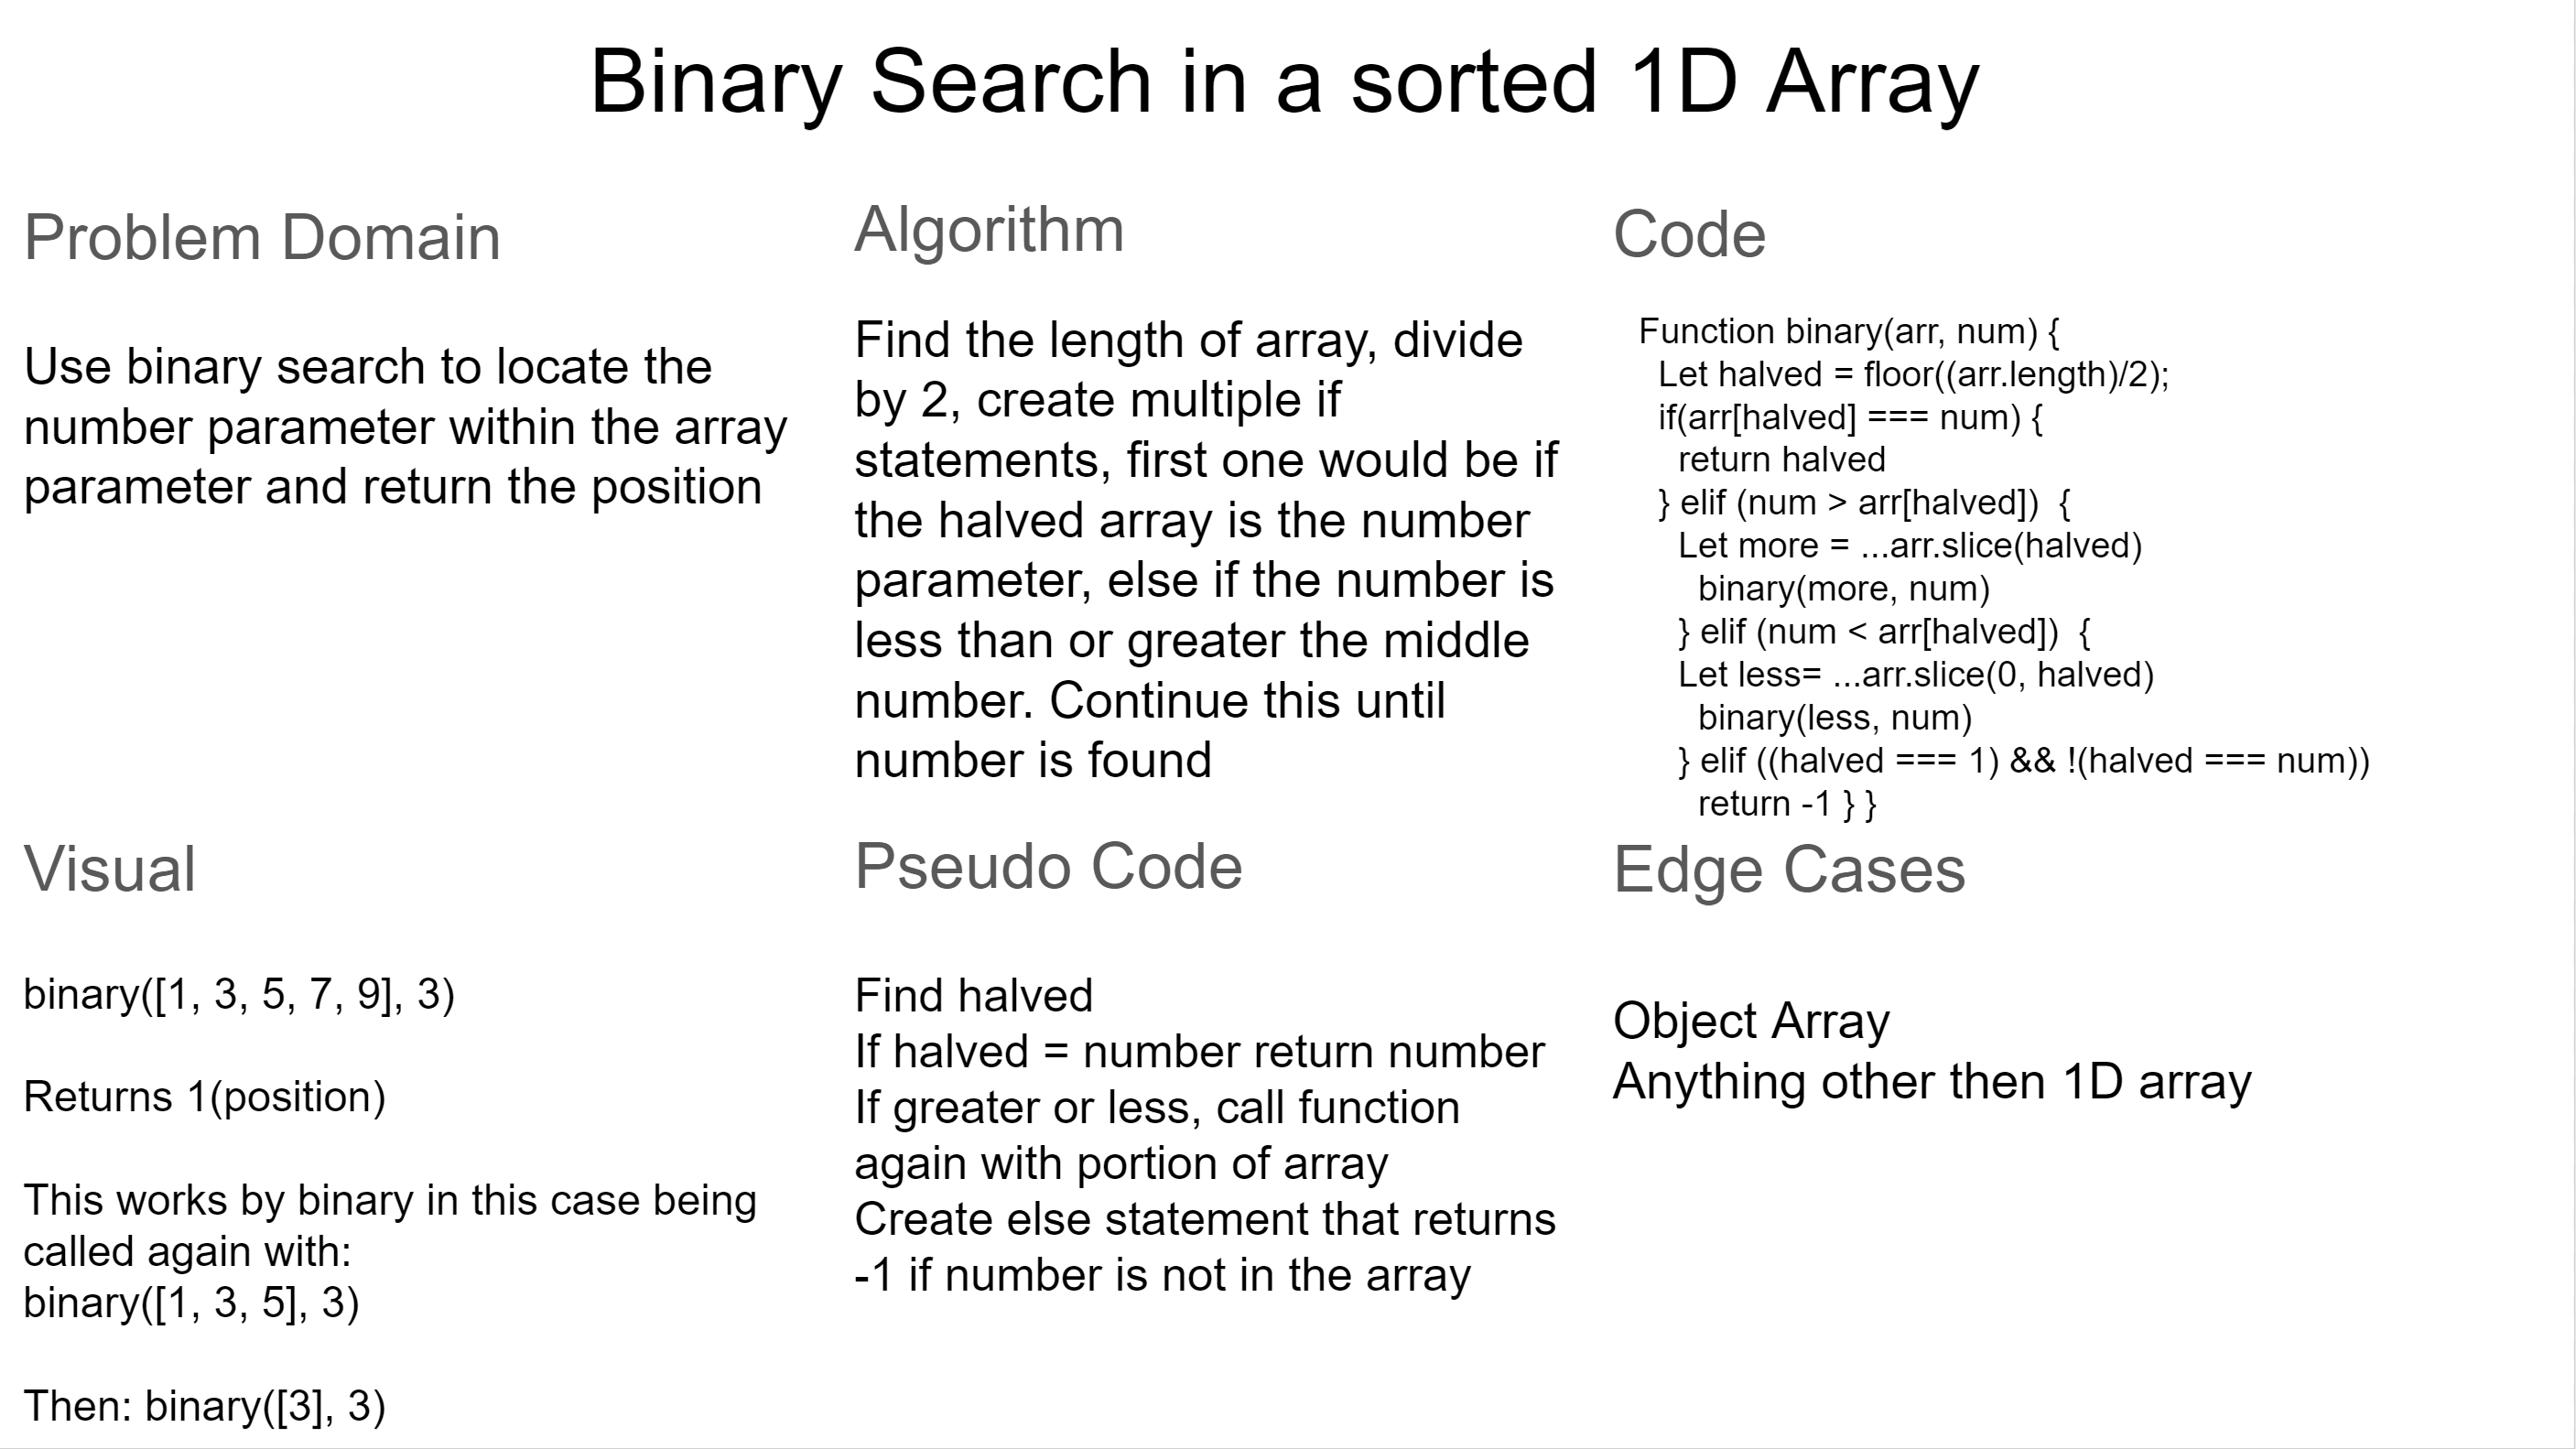 Binary Search in a sorted 1D Array
Problem Domain
Use binary search to locate the
number parameter within the array
parameter and return the position
Algorithm
Find the length of array, divide
by 2, create multiple if
statements, first one would be if
the halved array is the number
parameter, else if the number is
less than or greater the middle
number. Continue this until
number is found
Code
Function binary(arr, num) {
Let halved = floor((arr.length)/2);
if(arr[halved] === num) {
return halved
} elif (num > arr[halved])  {
Let more = ...arr.slice(halved)
binary(more, num)
} elif (num < arr[halved])  {
Let less= ...arr.slice(0, halved)
binary(less, num)
} elif ((halved === 1) && !(halved === num))
return -1 } }
Visual
binary([1, 3, 5, 7, 9], 3)
Returns 1(position)
This works by binary in this case being
called again with:
binary([1, 3, 5], 3)
Then: binary([3], 3)
Pseudo Code
Find halved
If halved = number return number
If greater or less, call function
again with portion of array
Create else statement that returns
-1 if number is not in the array
Edge Cases
Object Array
Anything other then 1D array